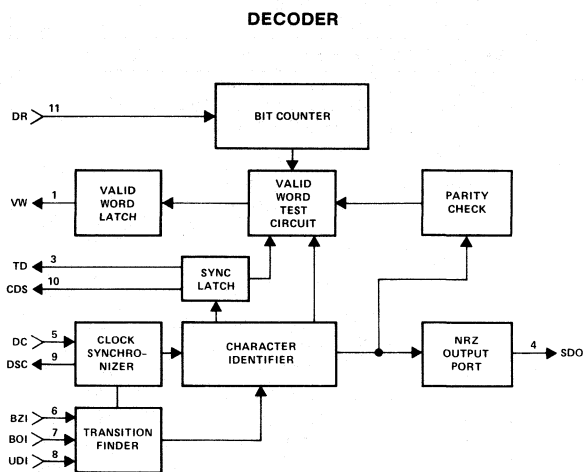 DECODER
DR 11
BIT COUNTER
VW 1
VALID
WORD
LATCH
VALID
WORD
TEST
CIRCUIT
PARITY
CHECK
TD 3
CDS 10
SYNC
LATCH
DC 5
DSC 9
CLOCK
SYNCHRO-
NIZER
CHARACTER
IDENTIFIER
NRZ
OUTPUT
PORT
4 SDO
BZI 6
BOI 7
UDI 8
TRANSITION
FINDER